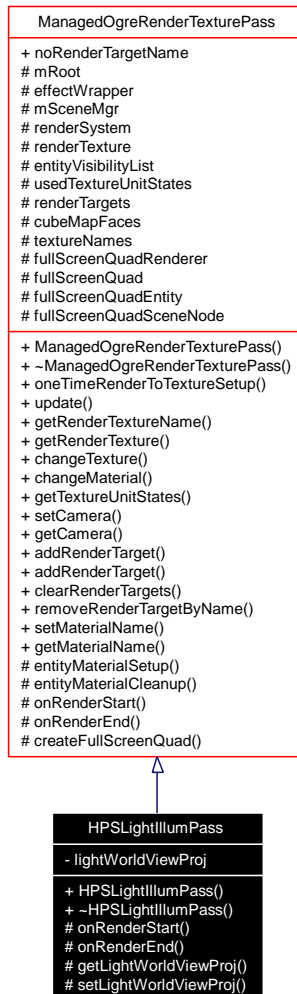 ManagedOgreRenderTexturePass
+ noRenderTargetName
# mRoot
# effectWrapper
# mSceneMgr
# renderSystem
# renderTexture
# entityVisibilityList
# usedTextureUnitStates
# renderTargets
# cubeMapFaces
# textureNames
# fullScreenQuadRenderer
# fullScreenQuad
# fullScreenQuadEntity
# fullScreenQuadSceneNode
+ ManagedOgreRenderTexturePass()
+ ~ManagedOgreRenderTexturePass()
+ oneTimeRenderToTextureSetup()
+ update()
+ getRenderTextureName()
+ getRenderTexture()
+ changeTexture()
+ changeMaterial()
+ getTextureUnitStates()
+ setCamera()
+ getCamera()
+ addRenderTarget()
+ addRenderTarget()
+ clearRenderTargets()
+ removeRenderTargetByName()
+ setMaterialName()
+ getMaterialName()
# entityMaterialSetup()
# entityMaterialCleanup()
# onRenderStart()
# onRenderEnd()
# createFullScreenQuad()
HPSLightIllumPass
- lightWorldViewProj
+ HPSLightIllumPass()
+ ~HPSLightIllumPass()
# onRenderStart()
# onRenderEnd()
# getLightWorldViewProj()
# setLightWorldViewProj()